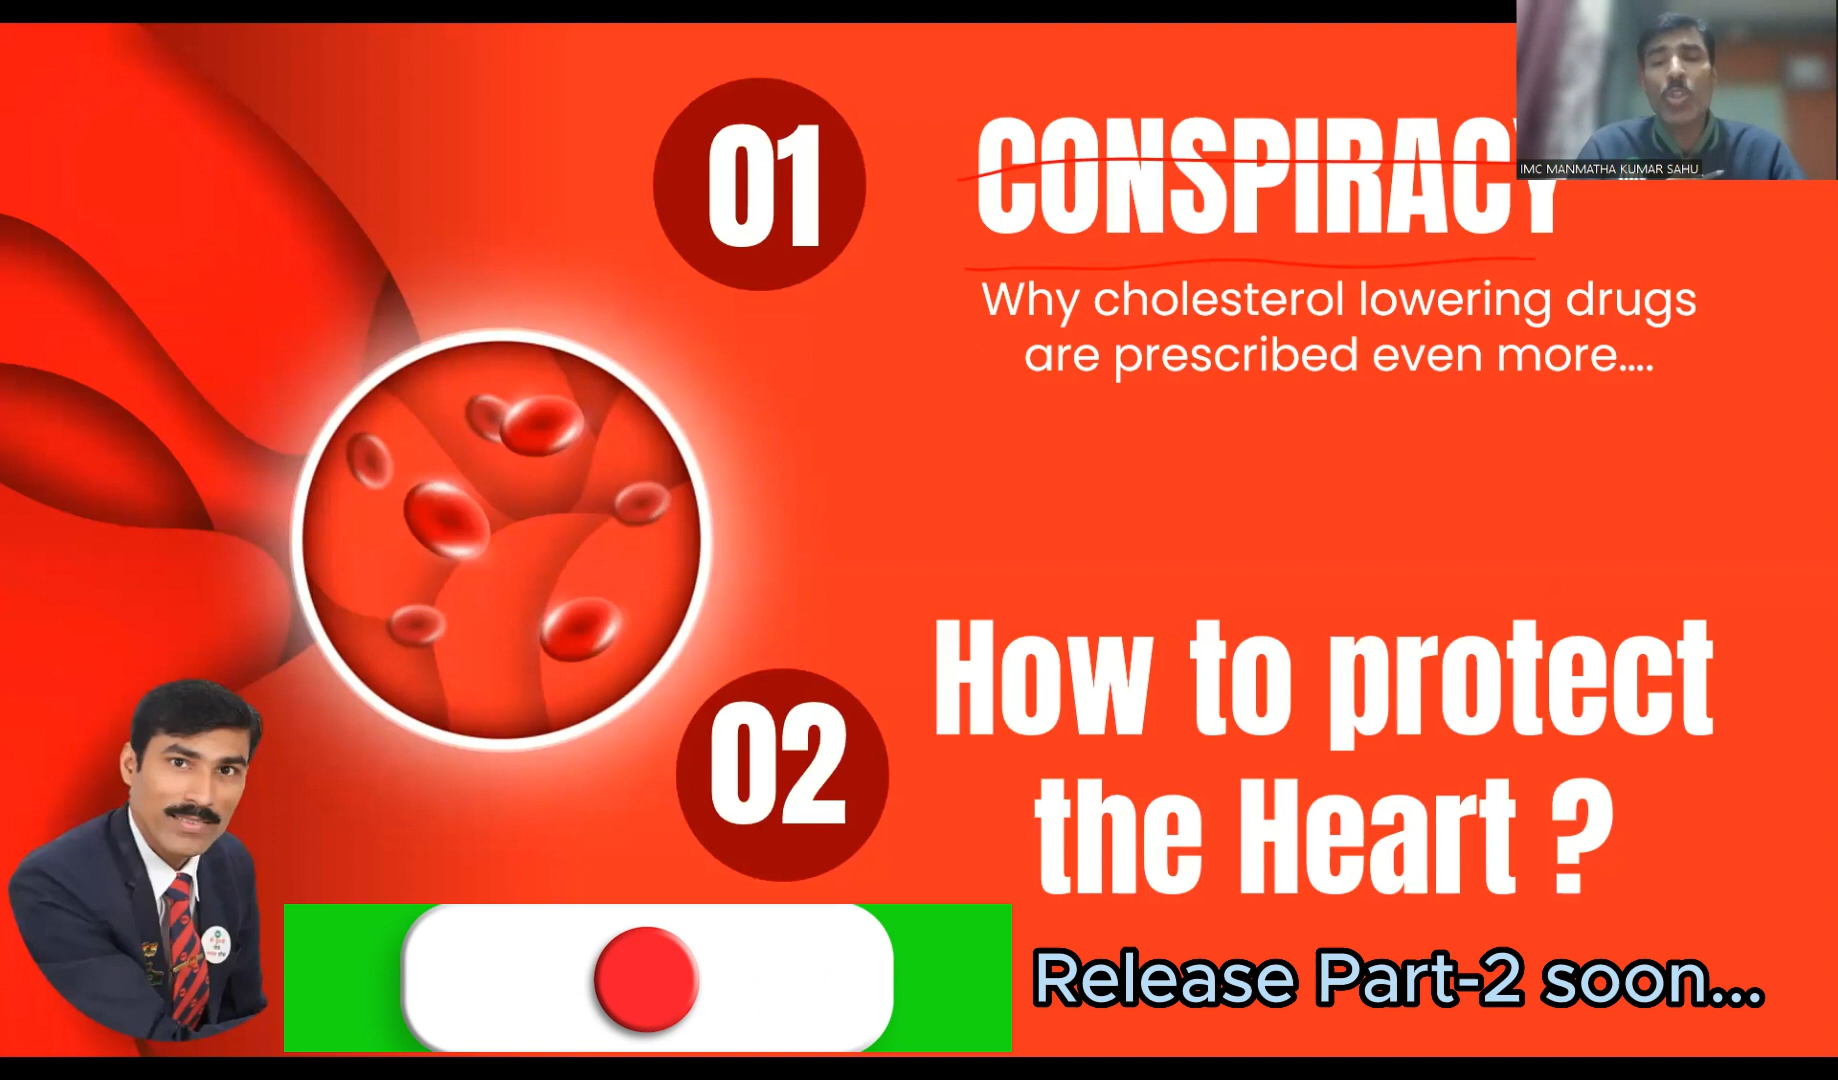 01
CONSPIRACY
IMC MANMATHA KUMAR SAHU
Why cholesterol lowering drugs
are prescribed even more....
02
How to protect
the Heart ?
Release Part-2 soon...